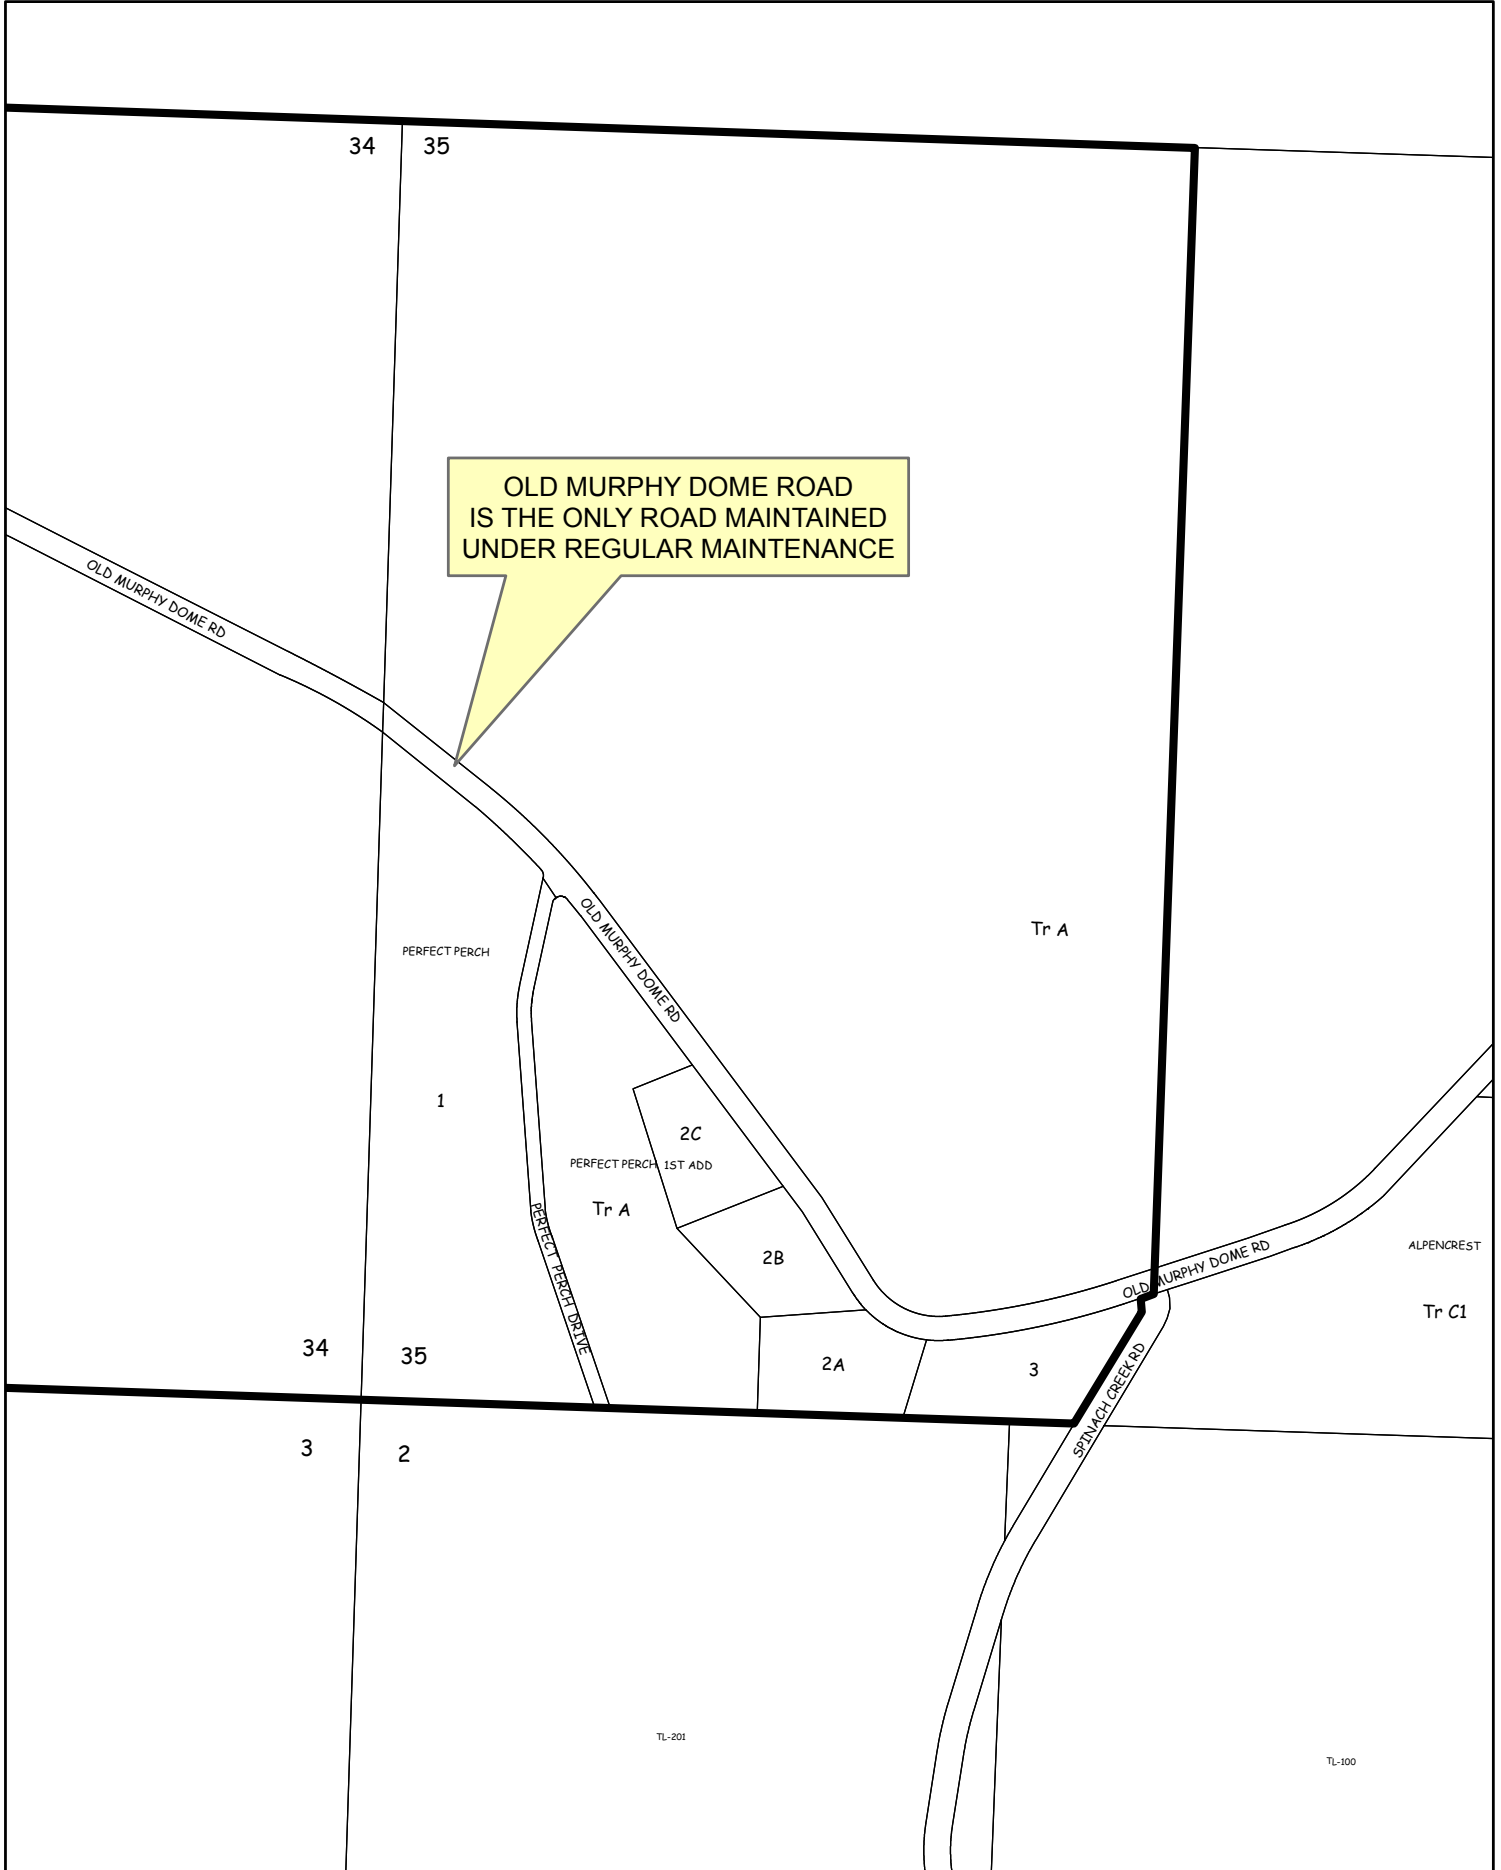 34
35
OLD MURPHY DOME ROAD
IS THE ONLY ROAD MAINTAINED
UNDER REGULAR MAINTENANCE
OLD MURPHY DOME RD
OLD MURPHY DOME RD
Tr A
PERFECT PERCH
1
2C
PERFECT PERCH 1ST ADD
Tr A
PERFECT PERCH DRIVE
2B
OLD MURPHY DOME RD
ALPENCREST
Tr C1
34
35
2A
3
SPINACH CREEK RD
3
2
TL-201
TL-100